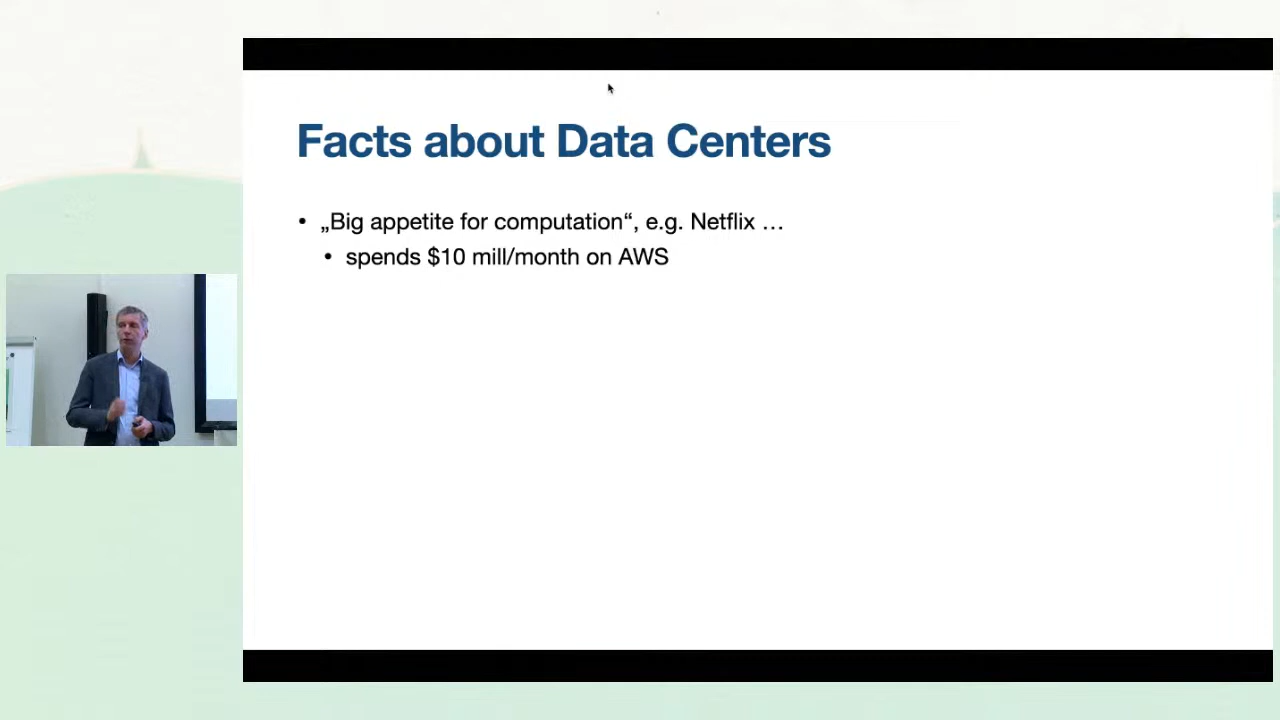 Facts about Data Centers
• „Big appetite for computation“, e.g. Netflix …
• spends $10 mill/month on AWS